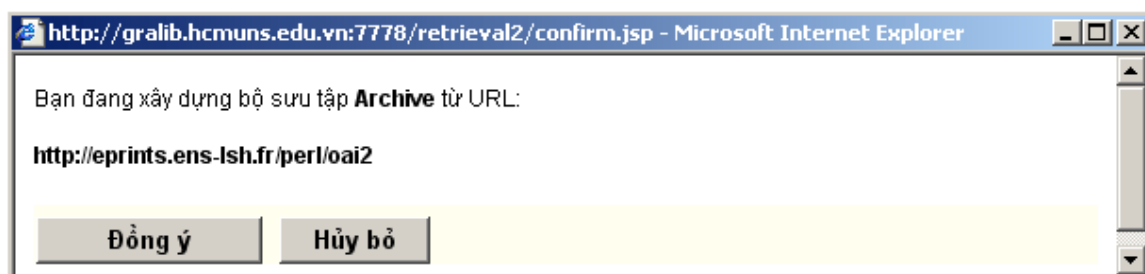 http://gralib.hcmuns.edu.vn:7778/retrieval2/confirm.jsp - Microsoft Internet Explorer
Bạn đang xây dựng bộ sưu tập Archive từ URL:
http://eprints.ens-lsh.fr/perl/oai2
Đồng ý Hủy bỏ